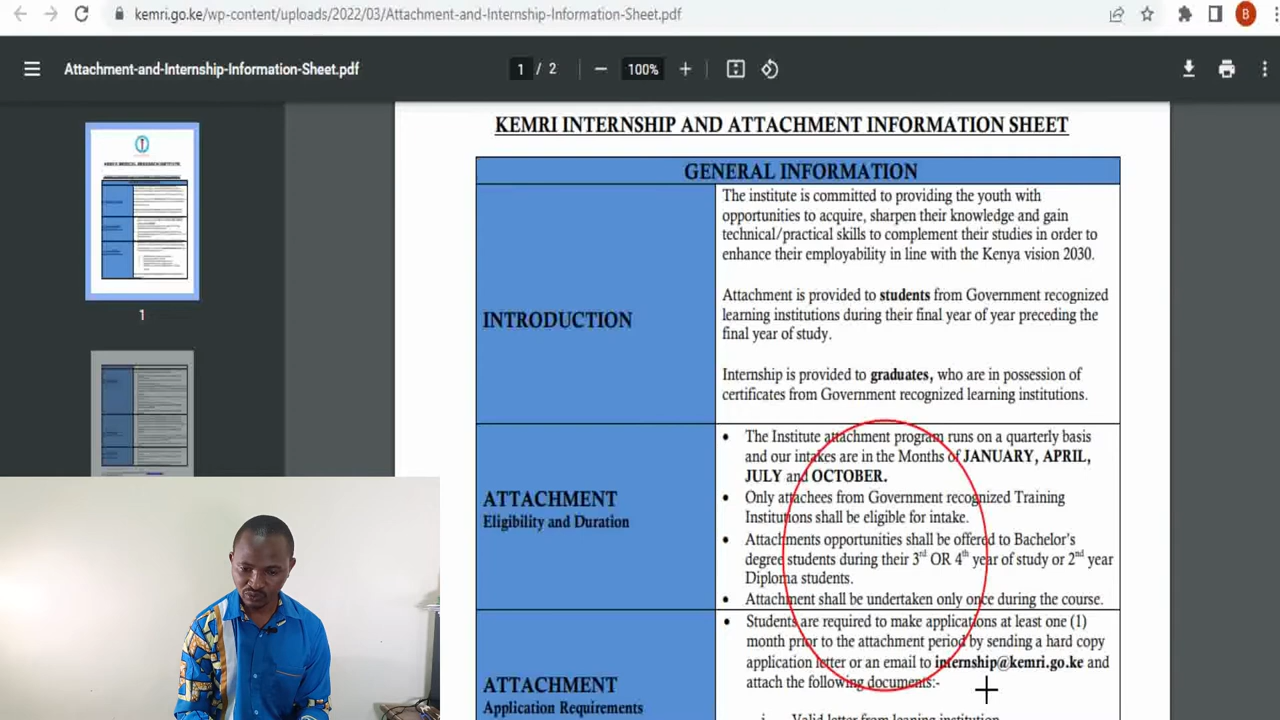 kemri.go.ke/wp-content/uploads/2022/03/Attachment-and-Internship-Information-Sheet.pdf
B
Attachment-and-Internship-Information-Sheet.pdf
1 / 2
100%
1
KEMRI INTERNSHIP AND ATTACHMENT INFORMATION SHEET
GENERAL INFORMATION
INTRODUCTION
The institute is committed to providing the youth with
opportunities to acquire, sharpen their knowledge and gain
technical/practical skills to complement their studies in order to
enhance their employability in line with the Kenya vision 2030.
Attachment is provided to students from Government recognized
learning institutions during their final year of year preceding the
final year of study.
Internship is provided to graduates, who are in possession of
certificates from Government recognized learning institutions.
ATTACHMENT
Eligibility and Duration
• The Institute attachment program runs on a quarterly basis
and our intakes are in the Months of JANUARY, APRIL,
JULY and OCTOBER.
• Only attachees from Government recognized Training
Institutions shall be eligible for intake.
• Attachments opportunities shall be offered to Bachelor's
degree students during their 3rd OR 4th year of study or 2nd year
Diploma students.
• Attachment shall be undertaken only once during the course.
ATTACHMENT
Application Requirements
• Students are required to make applications at least one (1)
month prior to the attachment period by sending a hard copy
application letter or an email to internship@kemri.go.ke and
attach the following documents:-
i. Valid letter from leaning institution